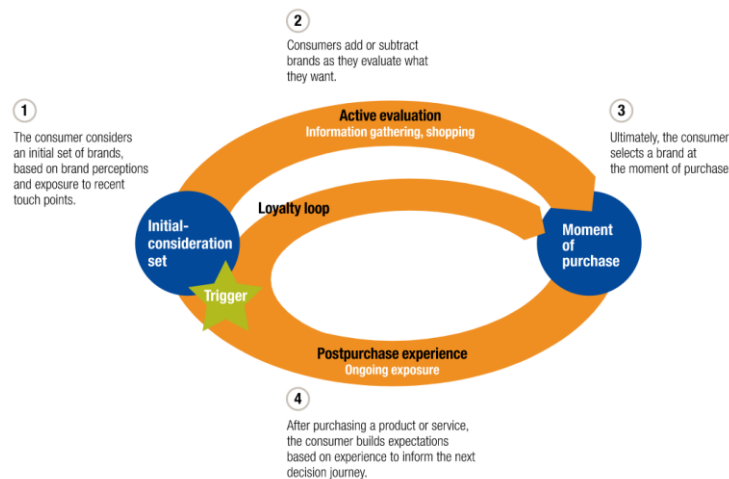 2
Consumers add or subtract
brands as they evaluate what
they want.
1
The consumer considers
an initial set of brands,
based on brand perceptions
and exposure to recent
touch points.
Active evaluation
Information gathering, shopping
3
Ultimately, the consumer
selects a brand at
the moment of purchase
Loyalty loop
Initial-
consideration
set
Moment
of
purchase
Trigger
Postpurchase experience
Ongoing exposure
4
After purchasing a product or service,
the consumer builds expectations
based on experience to inform the next
decision journey.